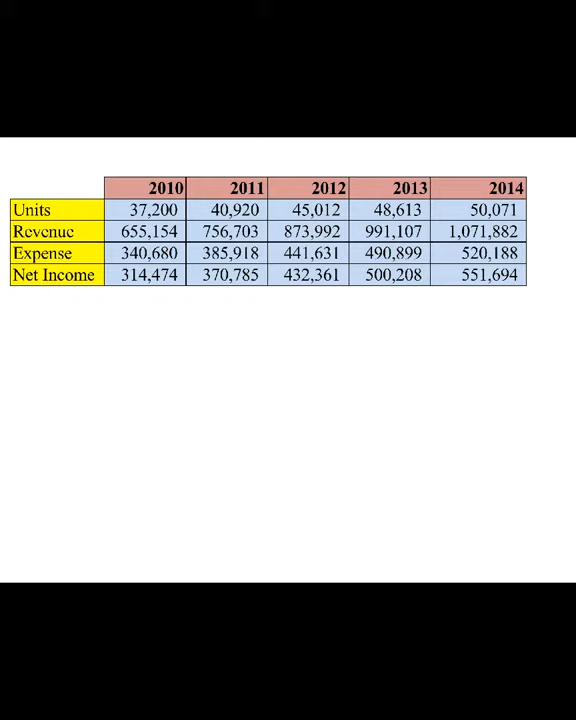 2010 2011 2012 2013 2014
Units 37,200 40,920 45,012 48,613 50,071
Revenue 655,154 756,703 873,992 991,107 1,071,882
Expense 340,680 385,918 441,631 490,899 520,188
Net Income 314,474 370,785 432,361 500,208 551,694